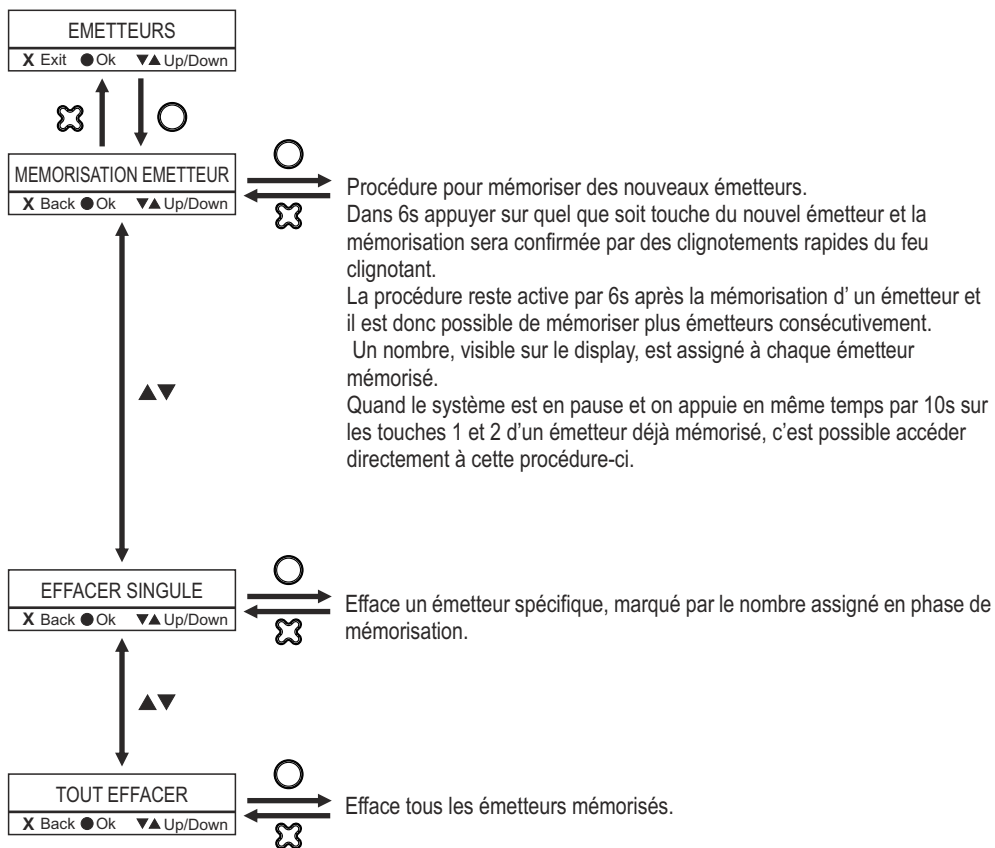 EMETTEURS
X Exit ●Ok ▼▲Up/Down
MEMORISATION EMETTEUR
X Back ●Ok ▼▲Up/Down
Procédure pour mémoriser des nouveaux émetteurs.
Dans 6s appuyer sur quel que soit touche du nouvel émetteur et la
mémorisation sera confirmée par des clignotements rapides du feu
clignotant.
La procédure reste active par 6s après la mémorisation d’ un émetteur et
il est donc possible de mémoriser plus émetteurs consécutivement.
Un nombre, visible sur le display, est assigné à chaque émetteur
mémorisé.
Quand le système est en pause et on appuie en même temps par 10s sur
les touches 1 et 2 d’un émetteur déjà mémorisé, c’est possible accéder
directement à cette procédure-ci.
▲▼
EFFACER SINGULE
X Back ●Ok ▼▲Up/Down
Efface un émetteur spécifique, marqué par le nombre assigné en phase de
mémorisation.
▲▼
TOUT EFFACER
X Back ●Ok ▼▲Up/Down
Efface tous les émetteurs mémorisés.